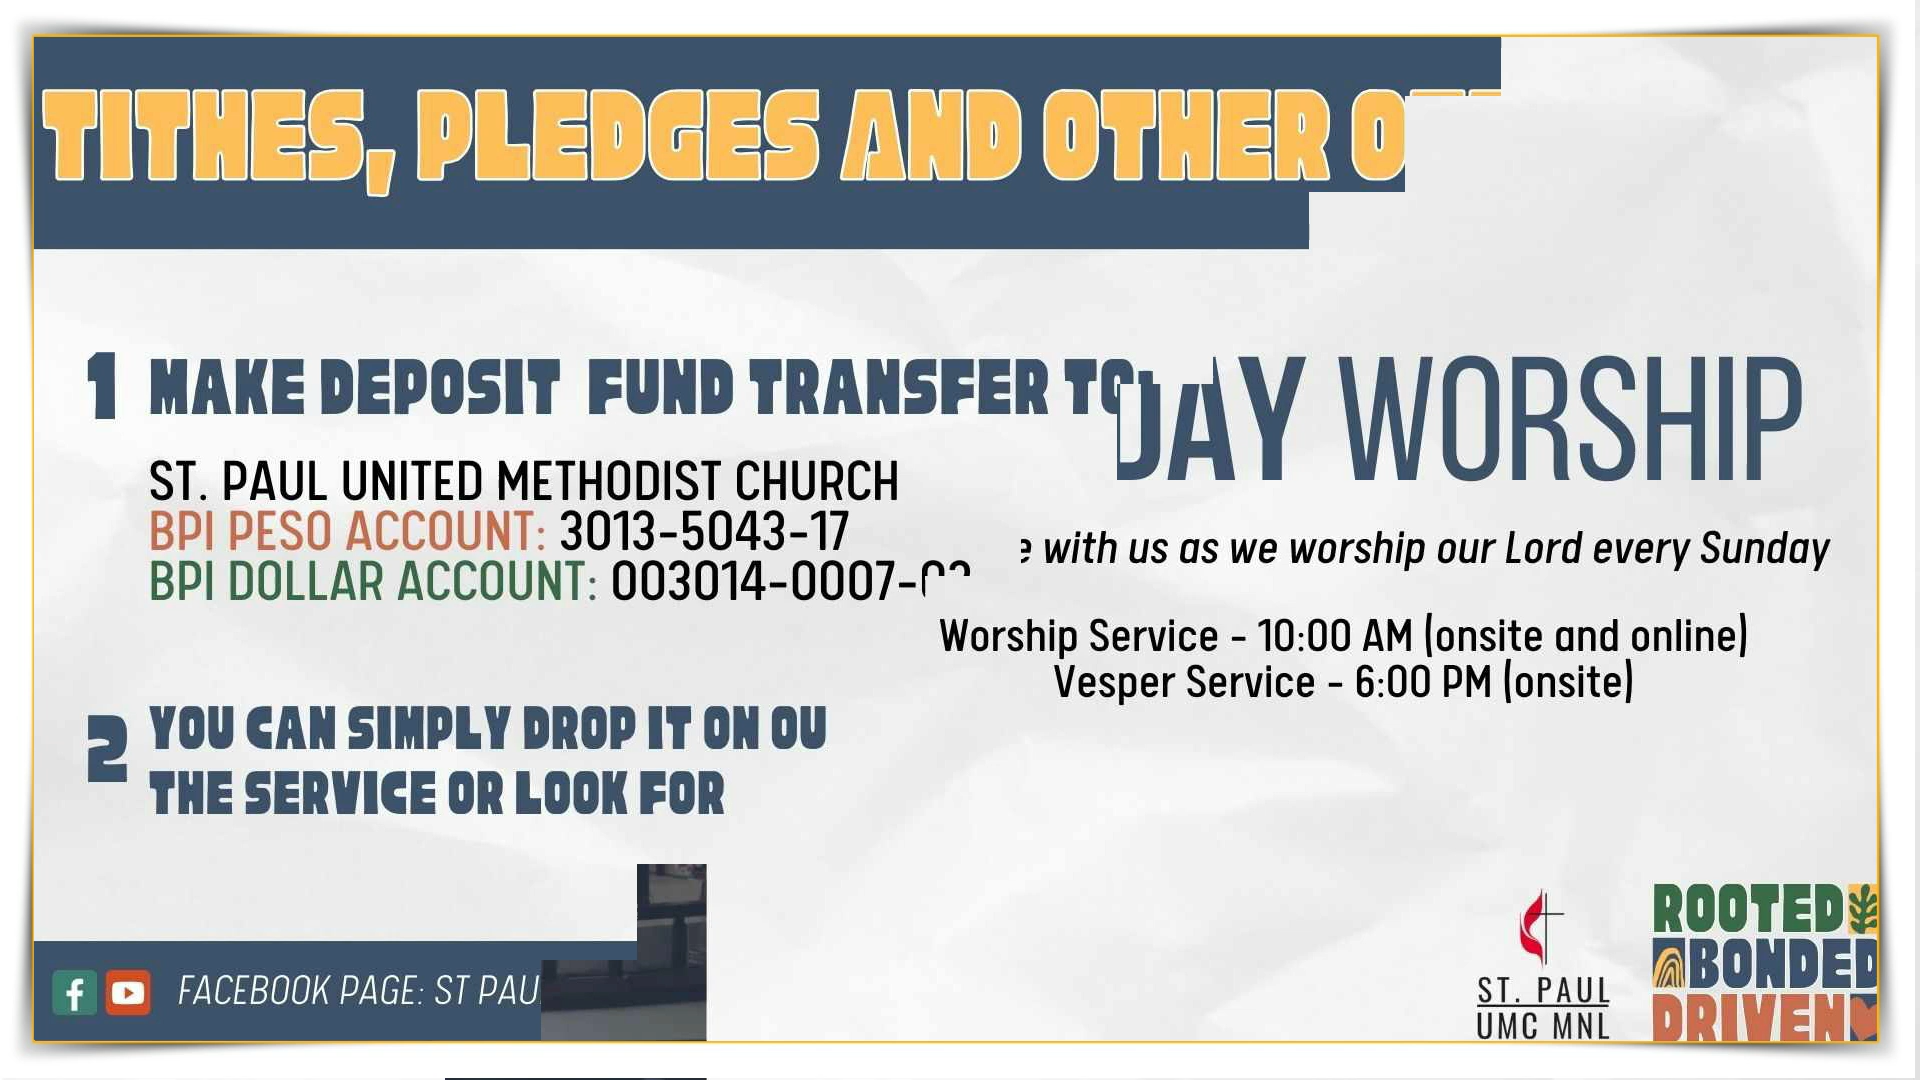 TITHES, PLEDGES AND OTHER
1 MAKE DEPOSIT FUND TRANSFER TO
ST. PAUL UNITED METHODIST CHURCH
BPI PESO ACCOUNT: 3013-5043-17
BPI DOLLAR ACCOUNT: 003014-0007-
2 YOU CAN SIMPLY DROP IT ON OU
THE SERVICE OR LOOK FOR
FACEBOOK PAGE: ST PAU
DAY WORSHIP
with us as we worship our Lord every Sunday
Worship Service - 10:00 AM (onsite and online)
Vesper Service - 6:00 PM (onsite)
ST. PAUL
UMC MNL
ROOTED
BONDED
DRIVEN